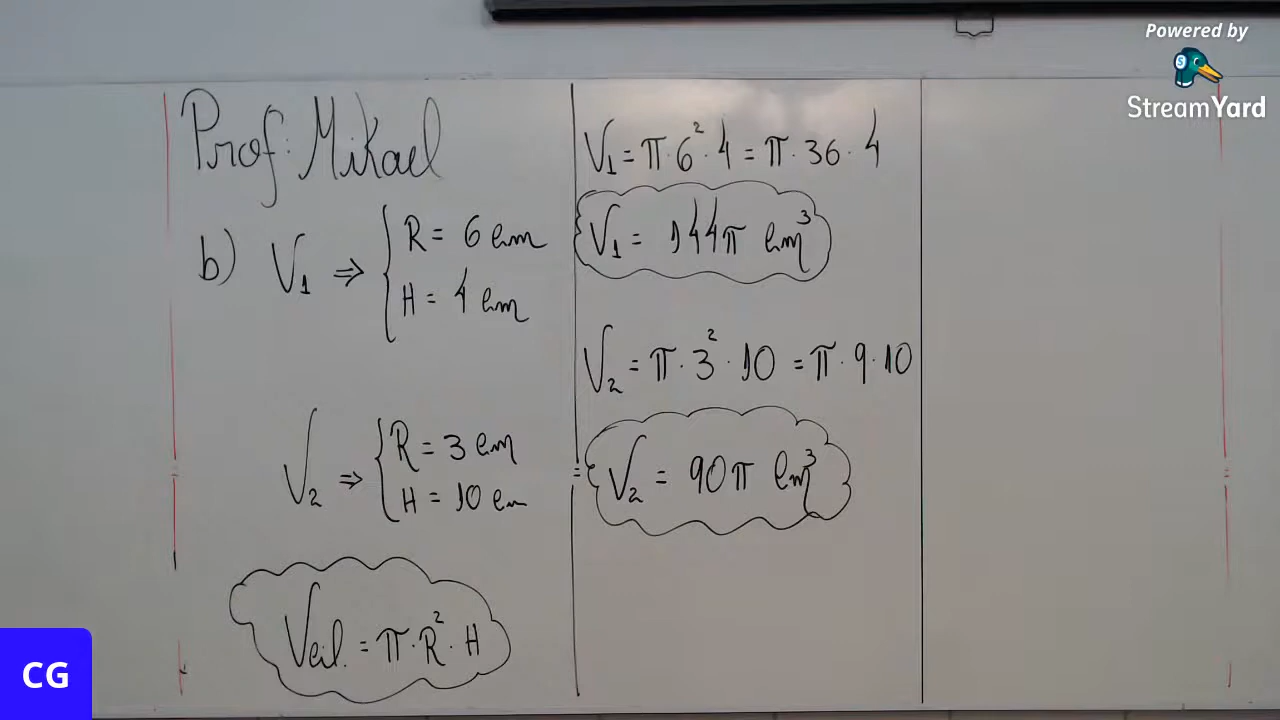 Powered by
StreamYard
Prof: Mikael
b) V₁ ⇒ { R = 6 cm
H = 4 cm
V₂ ⇒ { R = 3 cm
H = 10 cm
Vcil. = π · R² · H
V₁ = π · 6² · 4 = π · 36 · 4
V₁ = 144π cm³
V₂ = π · 3² · 10 = π · 9 · 10
V₂ = 90π cm³
CG